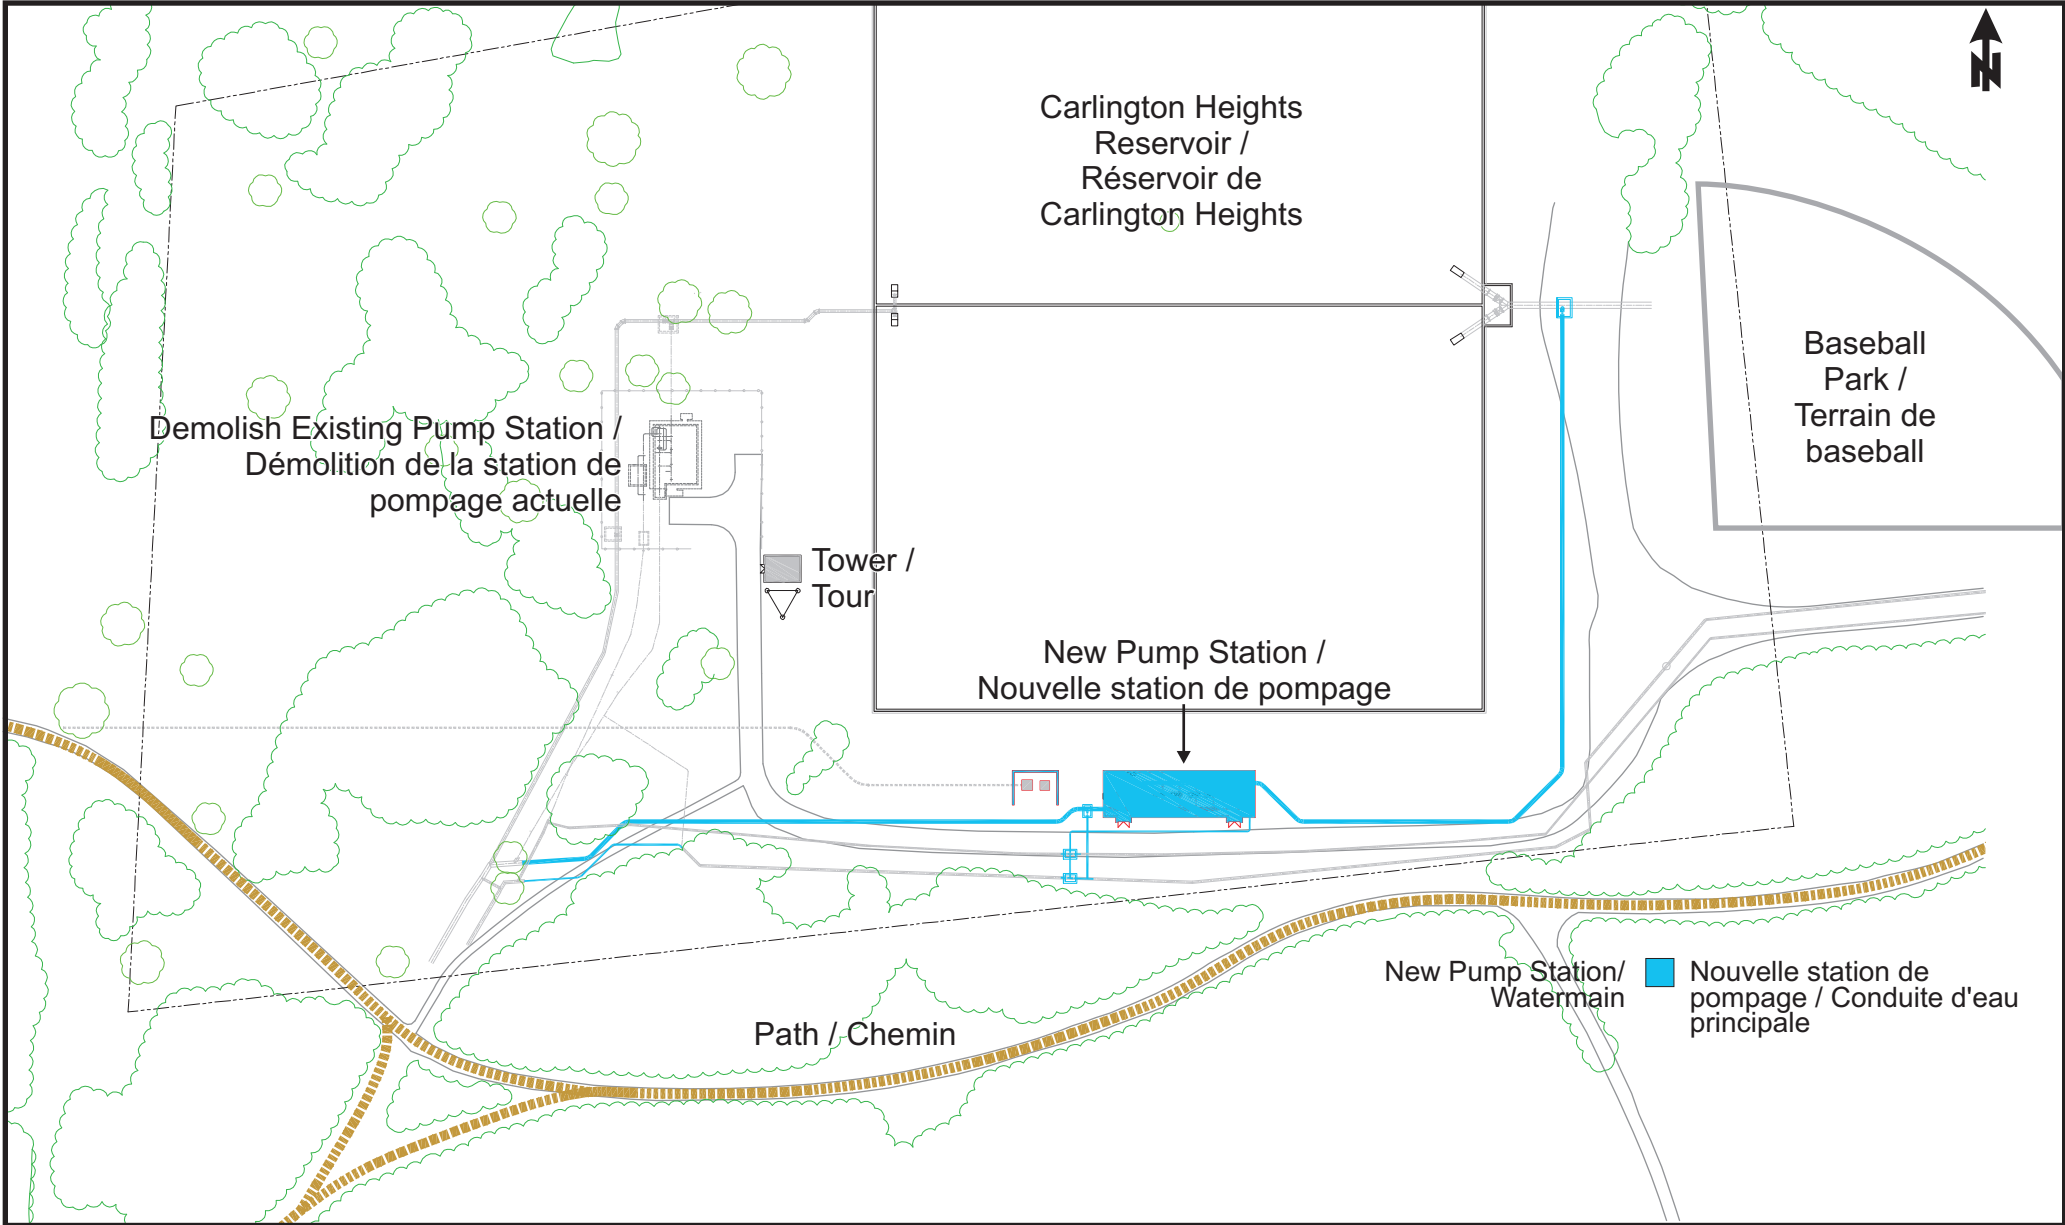 N
Carlington Heights
Reservoir /
Réservoir de
Carlington Heights
Baseball
Park /
Terrain de
baseball
Demolish Existing Pump Station /
Démolition de la station de
pompage actuelle
Tower /
Tour
New Pump Station /
Nouvelle station de pompage
New Pump Station/
Watermain
Nouvelle station de
pompage / Conduite d'eau
principale
Path / Chemin